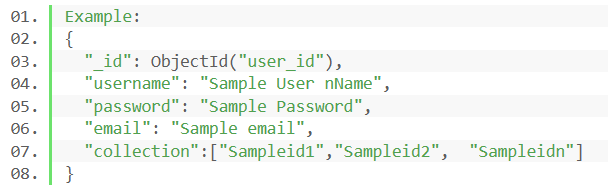 01. Example:
02. {
03.   "_id": ObjectId("user_id"),
04.   "username": "Sample User nName",
05.   "password": "Sample Password",
06.   "email": "Sample email",
07.   "collection":["Sampleid1","Sampleid2",  "Sampleidn"]
08. }